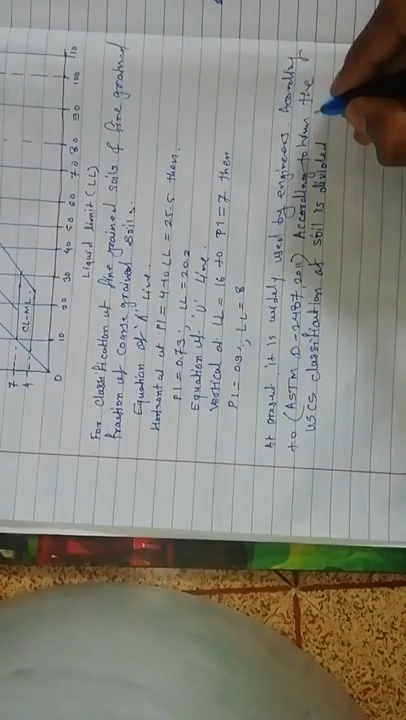 7
4
CL-ML
0 10 20 30 40 50 60 70 80 90 100 110
Liquid limit (LL)
For classification of fine grained soils & fine grained
fraction of coarse grained soils.
Equation of 'A' Line.
Horizontal at PI = 4 to LL = 25.5 then.
PI = 0.73; LL = 20.2
Equation of 'U' Line.
Vertical at LL = 16 to PI = 7 then
PI = 0.9; LL = 8
At present it is widely used by engineers According
to (ASTM, D-2487, 2011) According to the
USCS classification of soil is divided